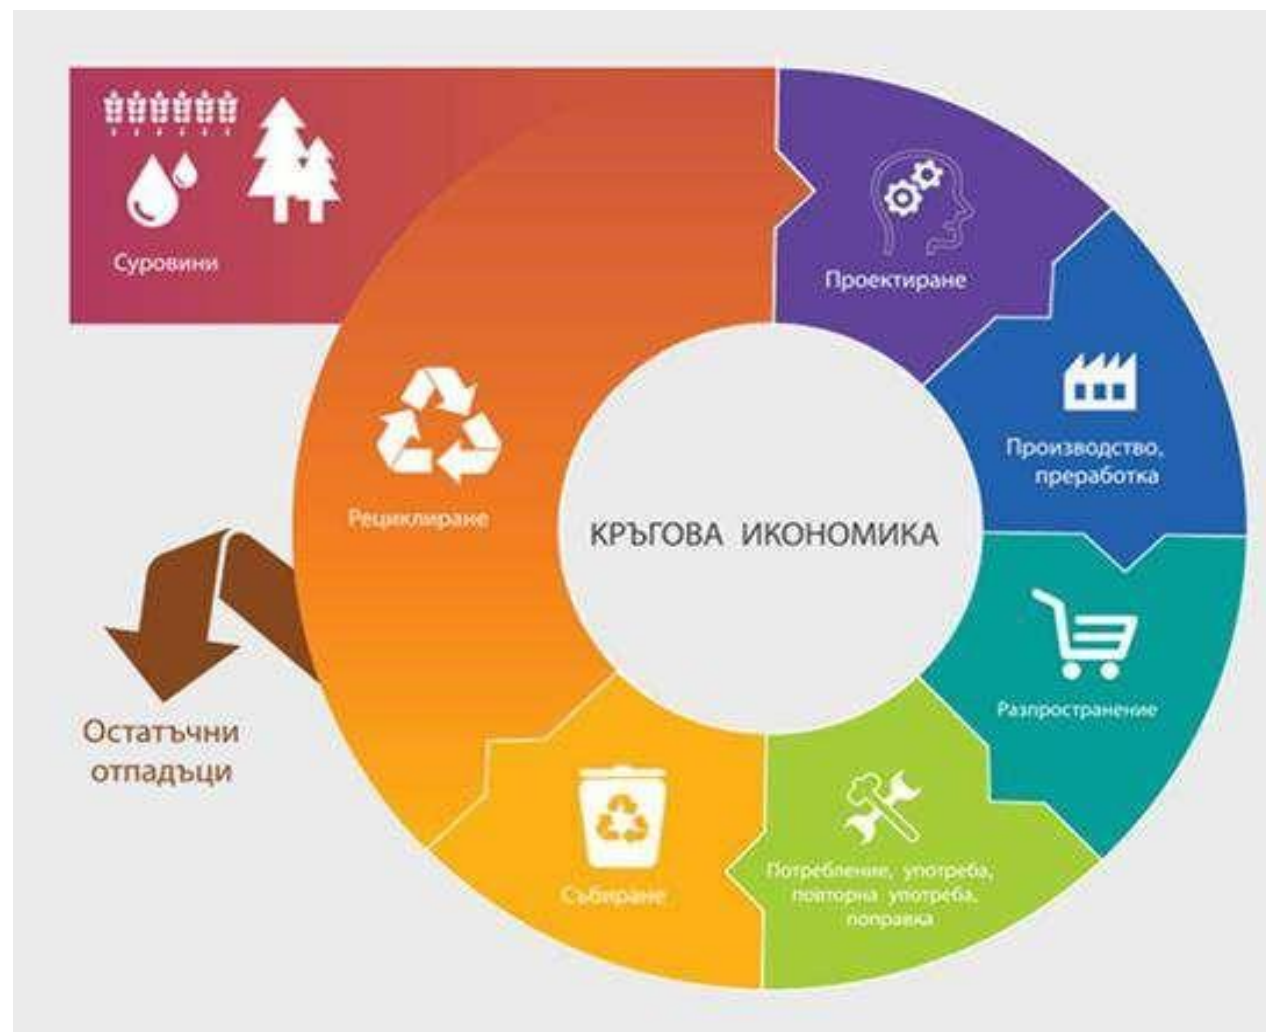 Суровини
Проектиране
Производство,
преработка
Рециклиране
КРЪГОВА ИКОНОМИКА
Разпространение
Остатъчни
отпадъци
Потребление, употреба,
повторна употреба,
поправка
Събиране